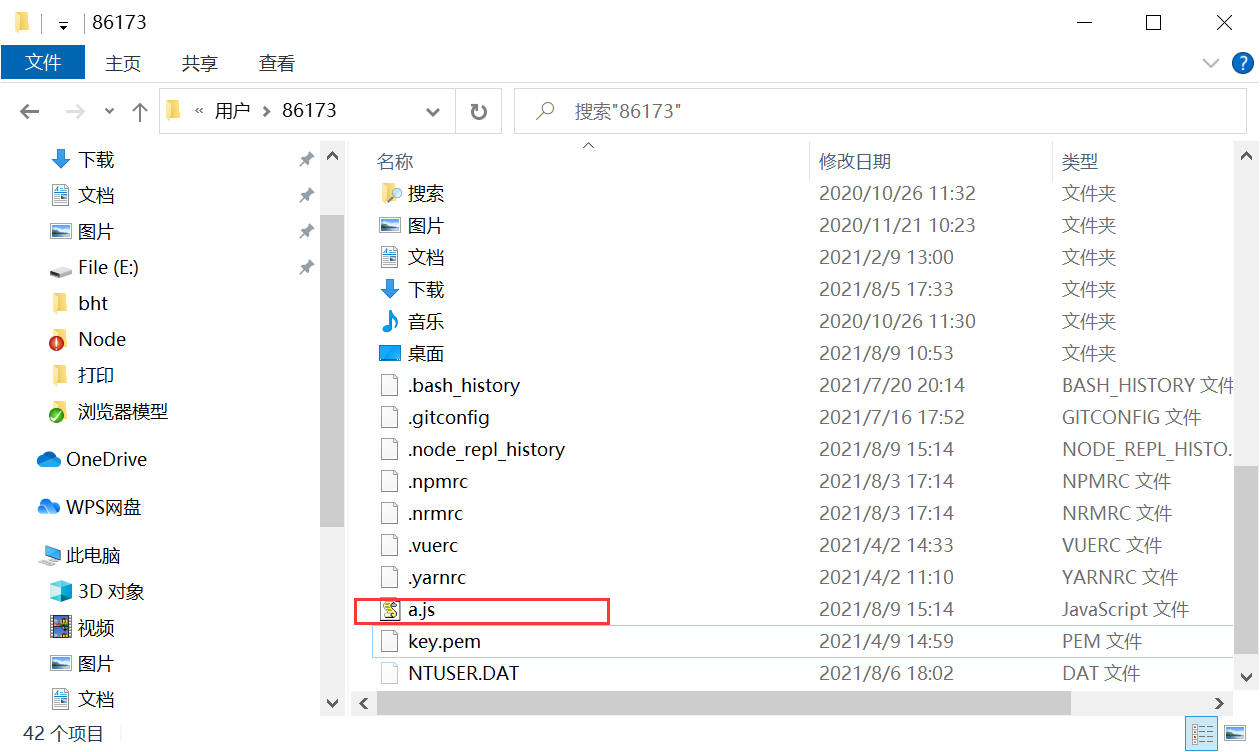 86173
文件 主页 共享 查看
« 用户 > 86173 搜索"86173"
下载
文档
图片
File (E:)
bht
Node
打印
浏览器模型
OneDrive
WPS网盘
此电脑
3D 对象
视频
图片
文档
名称 修改日期 类型
搜索 2020/10/26 11:32 文件夹
图片 2020/11/21 10:23 文件夹
文档 2021/2/9 13:00 文件夹
下载 2021/8/5 17:33 文件夹
音乐 2020/10/26 11:30 文件夹
桌面 2021/8/9 10:53 文件夹
.bash_history 2021/7/20 20:14 BASH_HISTORY 文件
.gitconfig 2021/7/16 17:52 GITCONFIG 文件
.node_repl_history 2021/8/9 15:14 NODE_REPL_HISTO...
.npmrc 2021/8/3 17:14 NPMRC 文件
.nrmrc 2021/8/3 17:14 NRMRC 文件
.vuerc 2021/4/2 14:33 VUERC 文件
.yarnrc 2021/4/2 11:10 YARNRC 文件
a.js 2021/8/9 15:14 JavaScript 文件
key.pem 2021/4/9 14:59 PEM 文件
NTUSER.DAT 2021/8/6 18:02 DAT 文件
42 个项目